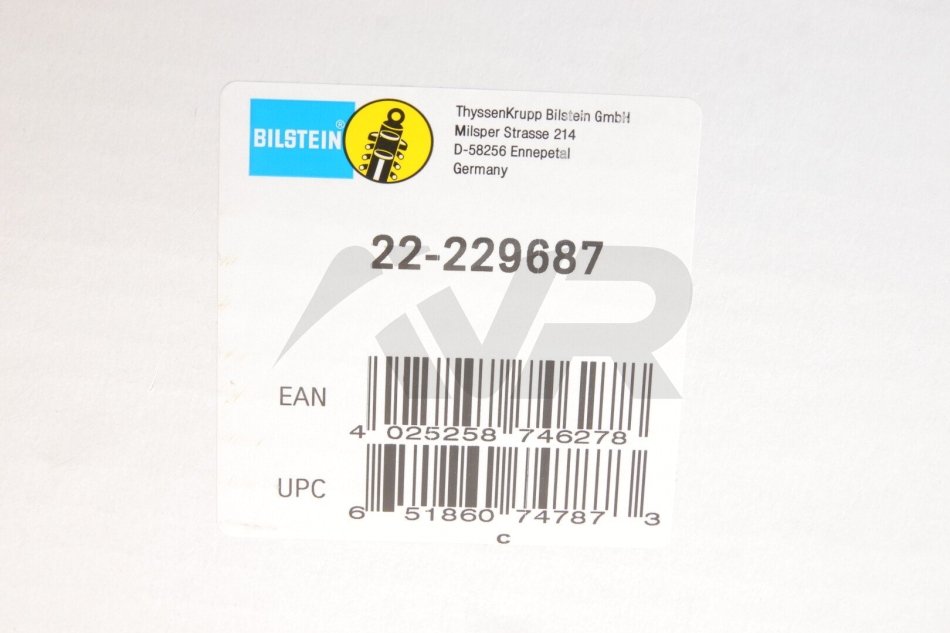 BILSTEIN®
ThyssenKrupp Bilstein GmbH
Milsper Strasse 214
D-58256 Ennepetal
Germany
22-229687
VR
EAN
4 025258 746278
UPC
6 51860 74787 3
C